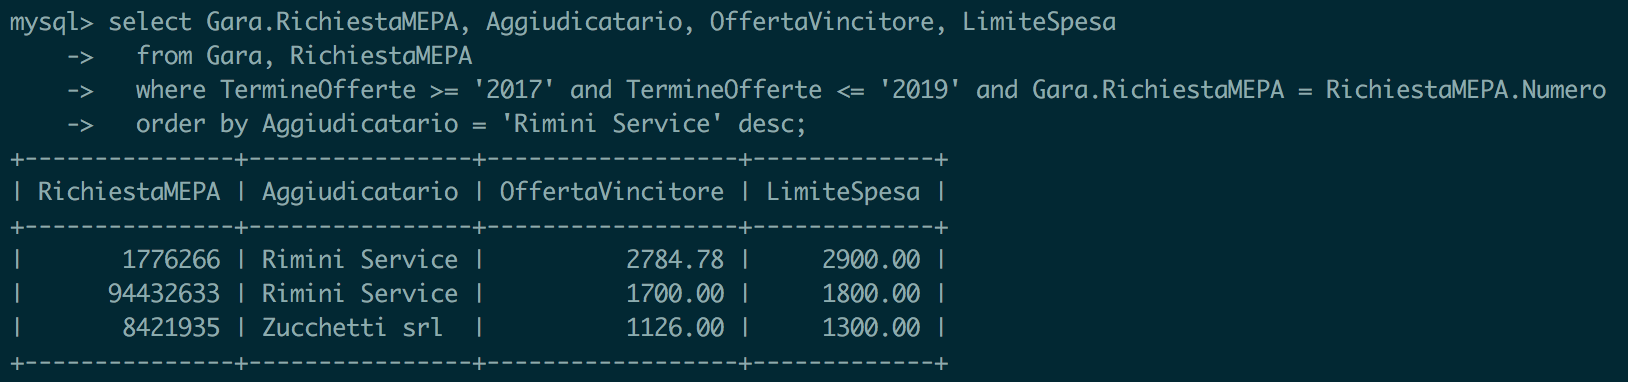 mysql> select Gara.RichiestaMEPA, Aggiudicatario, OffertaVincitore, LimiteSpesa
    ->   from Gara, RichiestaMEPA
    ->   where TermineOfferte >= '2017' and TermineOfferte <= '2019' and Gara.RichiestaMEPA = RichiestaMEPA.Numero
    ->   order by Aggiudicatario = 'Rimini Service' desc;
+---------------+----------------+------------------+-------------+
| RichiestaMEPA | Aggiudicatario | OffertaVincitore | LimiteSpesa |
+---------------+----------------+------------------+-------------+
|       1776266 | Rimini Service |          2784.78 |     2900.00 |
|      94432633 | Rimini Service |          1700.00 |     1800.00 |
|       8421935 | Zucchetti srl  |          1126.00 |     1300.00 |
+---------------+----------------+------------------+-------------+